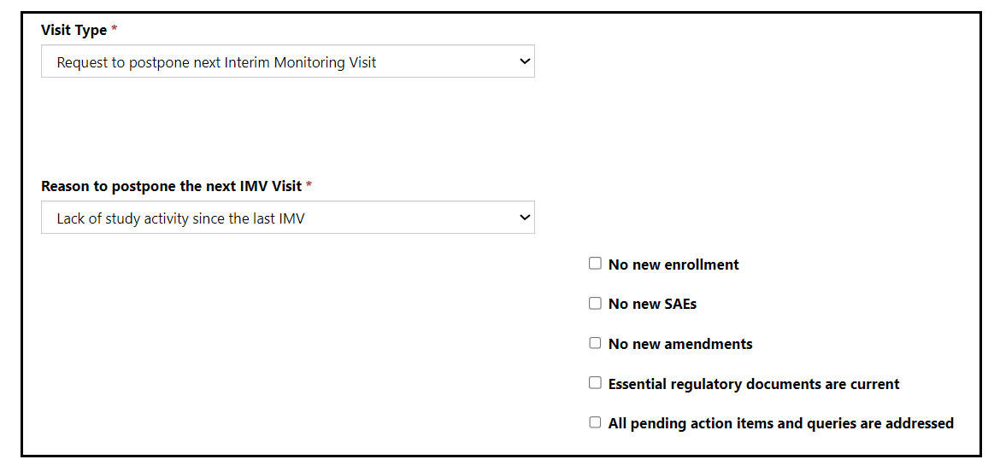 Visit Type *
Request to postpone next Interim Monitoring Visit
Reason to postpone the next IMV Visit *
Lack of study activity since the last IMV
No new enrollment
No new SAEs
No new amendments
Essential regulatory documents are current
All pending action items and queries are addressed